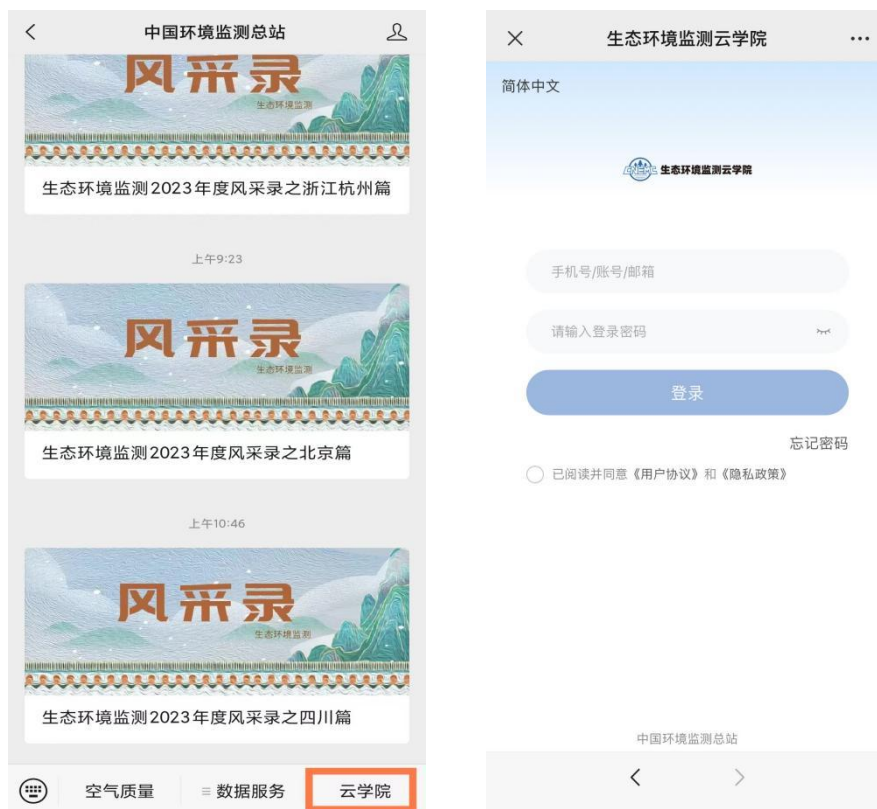 中国环境监测总站
风采录
生态环境监测
生态环境监测2023年度风采录之浙江杭州篇
上午9:23
风采录
生态环境监测
生态环境监测2023年度风采录之北京篇
上午10:46
风采录
生态环境监测
生态环境监测2023年度风采录之四川篇
空气质量
数据服务
云学院
生态环境监测云学院
简体中文
生态环境监测云学院
手机号/账号/邮箱
请输入登录密码
登录
忘记密码
已阅读并同意《用户协议》和《隐私政策》
中国环境监测总站